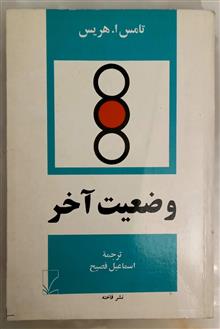 تامس ا. هریس
وضعیت آخر
ترجمهٔ
اسماعیل فصیح
نشر فاخته